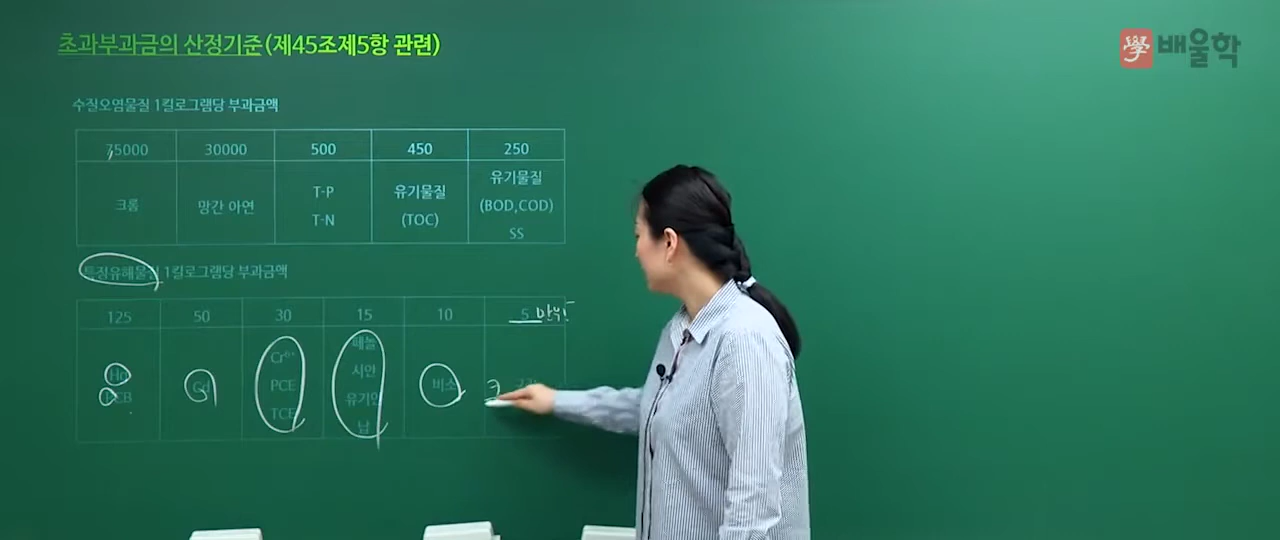 초과부과금의 산정기준(제45조제5항 관련)
學 배울학
수질오염물질 1킬로그램당 부과금액
75000 30000 500 450 250
크롬 망간 아연 T-P 유기물질 유기물질
T-N (TOC) (BOD,COD)
SS
특정유해물질 1킬로그램당 부과금액
125 50 30 15 10 5 만원
Hg Cd Cr6+ 페놀 비소
PCB PCE 시안
TCE 유기인
납